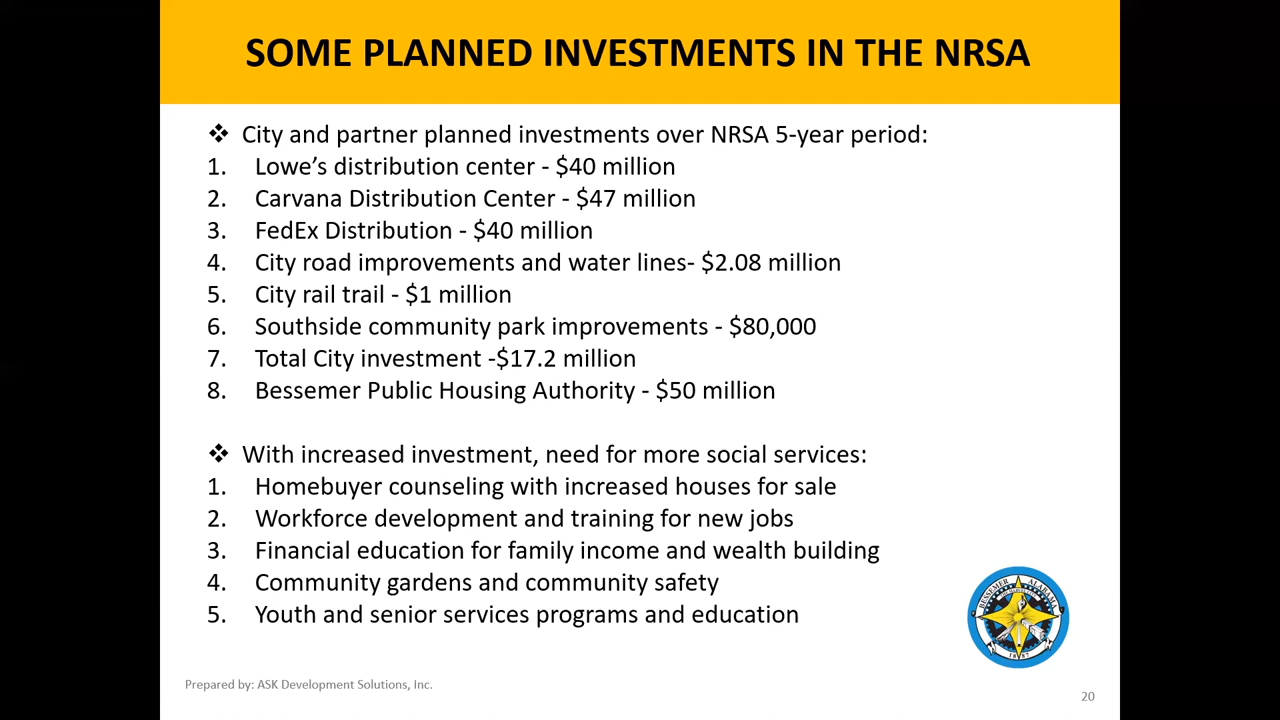 SOME PLANNED INVESTMENTS IN THE NRSA
❖ City and partner planned investments over NRSA 5-year period:
1. Lowe’s distribution center - $40 million
2. Carvana Distribution Center - $47 million
3. FedEx Distribution - $40 million
4. City road improvements and water lines- $2.08 million
5. City rail trail - $1 million
6. Southside community park improvements - $80,000
7. Total City investment -$17.2 million
8. Bessemer Public Housing Authority - $50 million
❖ With increased investment, need for more social services:
1. Homebuyer counseling with increased houses for sale
2. Workforce development and training for new jobs
3. Financial education for family income and wealth building
4. Community gardens and community safety
5. Youth and senior services programs and education
BESSEMER ALABAMA
1887
Prepared by: ASK Development Solutions, Inc.
20